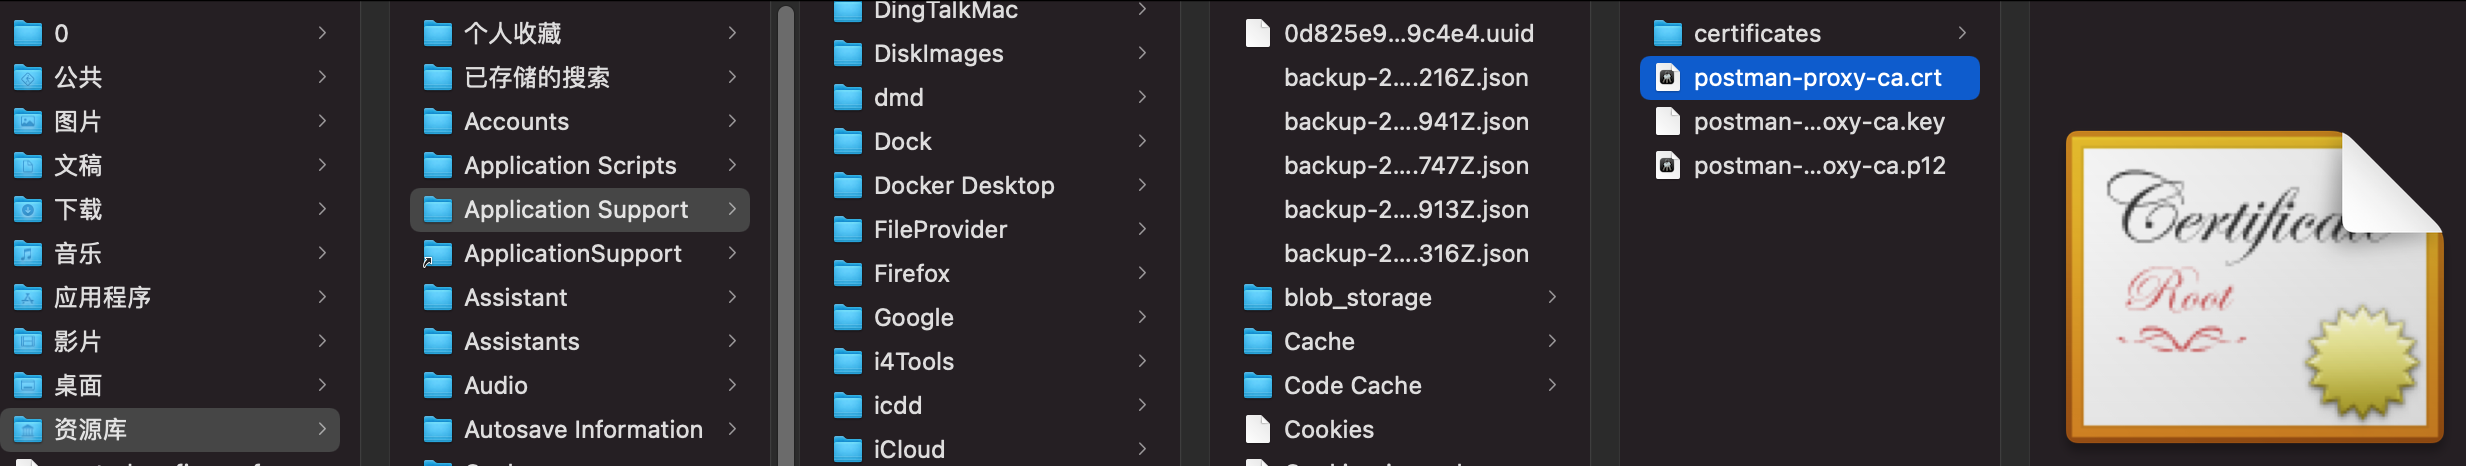 0
公共
图片
文稿
下载
音乐
应用程序
影片
桌面
资源库
个人收藏
已存储的搜索
Accounts
Application Scripts
Application Support
ApplicationSupport
Assistant
Assistants
Audio
Autosave Information
DingTalkMac
DiskImages
dmd
Dock
Docker Desktop
FileProvider
Firefox
Google
i4Tools
icdd
iCloud
0d825e9...9c4e4.uuid
backup-2....216Z.json
backup-2....941Z.json
backup-2....747Z.json
backup-2....913Z.json
backup-2....316Z.json
blob_storage
Cache
Code Cache
Cookies
certificates
postman-proxy-ca.crt
postman-...oxy-ca.key
postman-...oxy-ca.p12
Certificate
Root